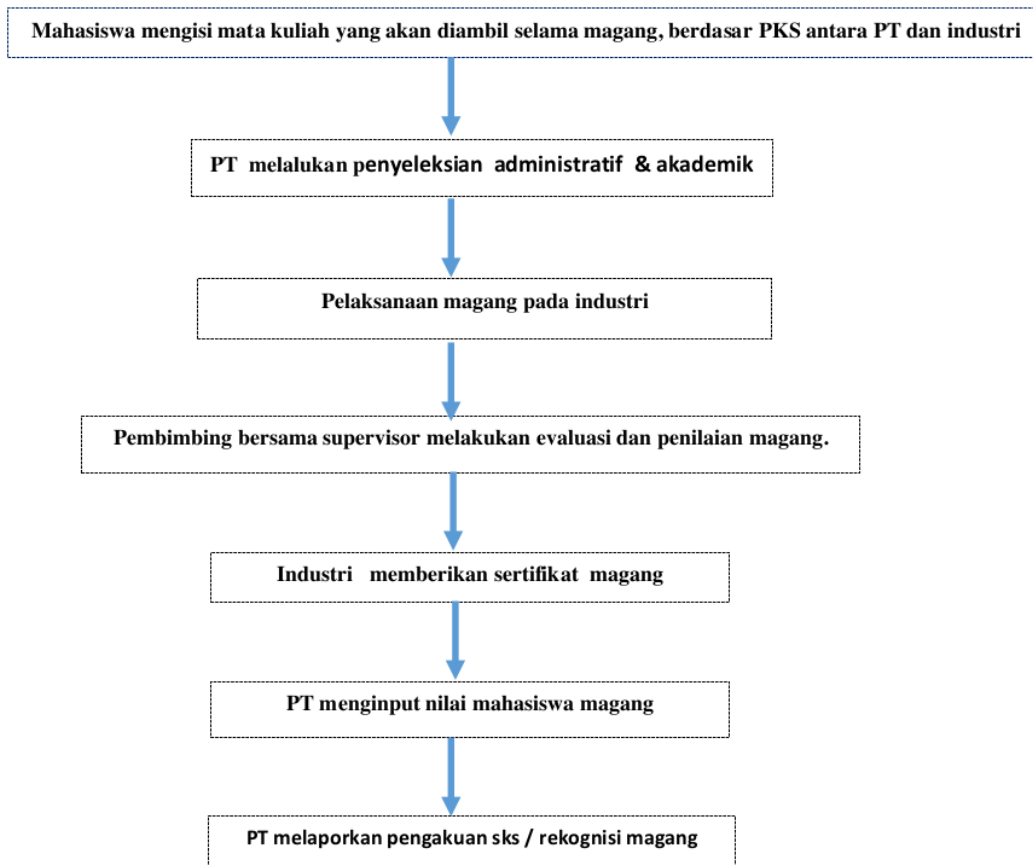 Mahasiswa mengisi mata kuliah yang akan diambil selama magang, berdasar PKS antara PT dan industri
PT melalukan penyeleksian administratif & akademik
Pelaksanaan magang pada industri
Pembimbing bersama supervisor melakukan evaluasi dan penilaian magang.
Industri memberikan sertifikat magang
PT menginput nilai mahasiswa magang
PT melaporkan pengakuan sks / rekognisi magang